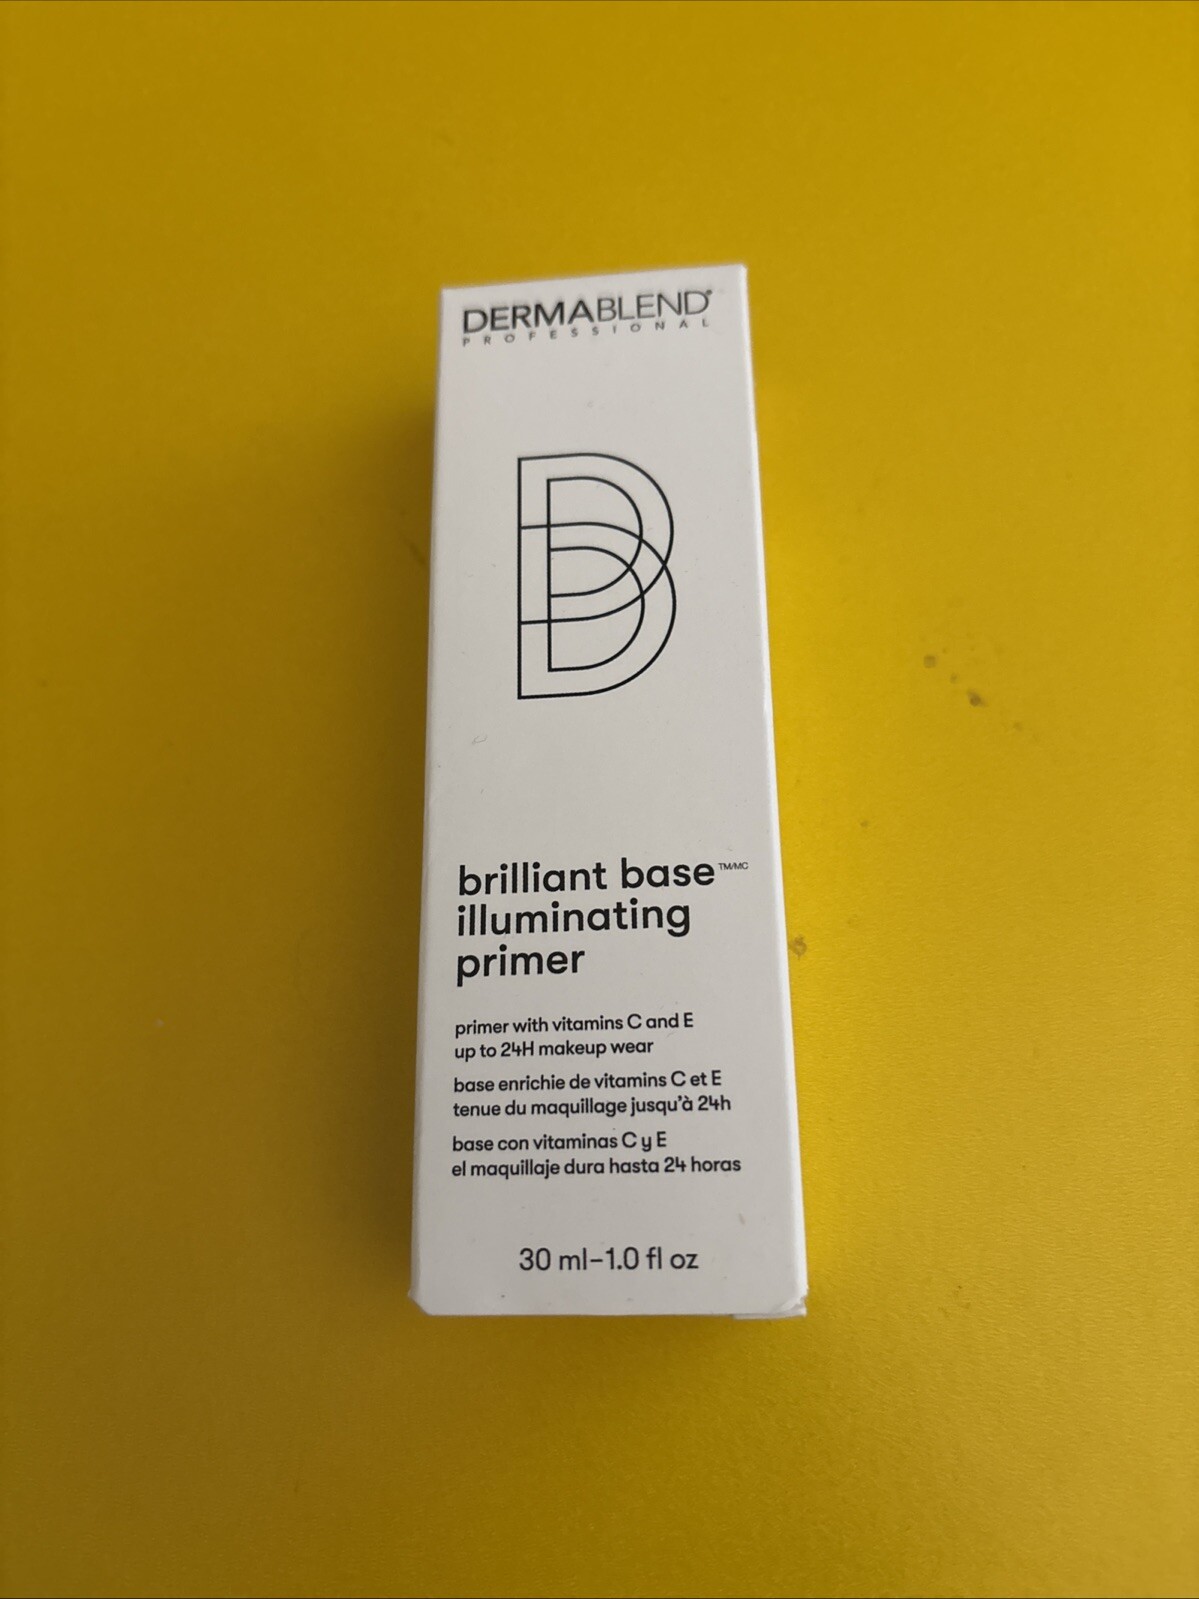 DERMABLEND®
PROFESSIONAL
brilliant base™/MC
illuminating
primer
primer with vitamins C and E
up to 24H makeup wear
base enrichie de vitamins C et E
tenue du maquillage jusqu'à 24h
base con vitaminas C y E
el maquillaje dura hasta 24 horas
30 ml–1.0 fl oz